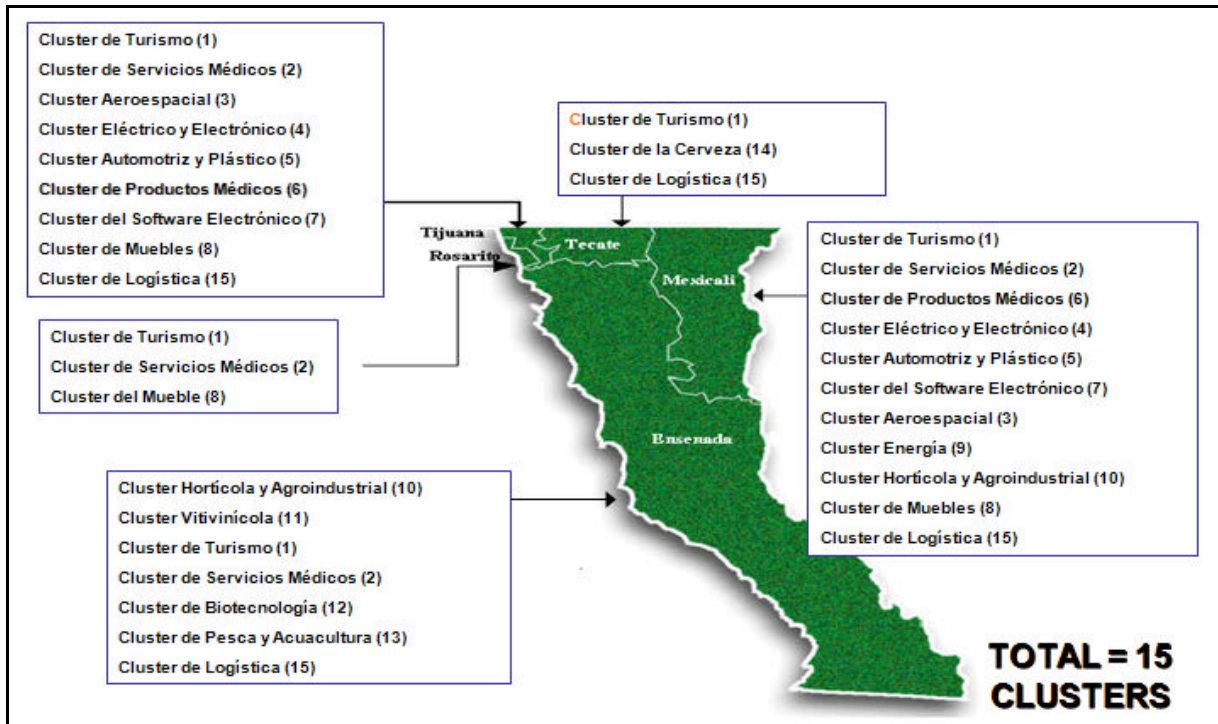 Cluster de Turismo (1)
Cluster de Servicios Médicos (2)
Cluster Aeroespacial (3)
Cluster Eléctrico y Electrónico (4)
Cluster Automotriz y Plástico (5)
Cluster de Productos Médicos (6)
Cluster del Software Electrónico (7)
Cluster de Muebles (8)
Cluster de Logística (15)
Cluster de Turismo (1)
Cluster de la Cerveza (14)
Cluster de Logística (15)
Tijuana
Rosarito
Tecate
Mexicali
Ensenada
Cluster de Turismo (1)
Cluster de Servicios Médicos (2)
Cluster de Productos Médicos (6)
Cluster Eléctrico y Electrónico (4)
Cluster Automotriz y Plástico (5)
Cluster del Software Electrónico (7)
Cluster Aeroespacial (3)
Cluster Energía (9)
Cluster Hortícola y Agroindustrial (10)
Cluster de Muebles (8)
Cluster de Logística (15)
Cluster de Turismo (1)
Cluster de Servicios Médicos (2)
Cluster del Mueble (8)
Cluster Hortícola y Agroindustrial (10)
Cluster Vitivinícola (11)
Cluster de Turismo (1)
Cluster de Servicios Médicos (2)
Cluster de Biotecnología (12)
Cluster de Pesca y Acuacultura (13)
Cluster de Logística (15)
TOTAL = 15
CLUSTERS